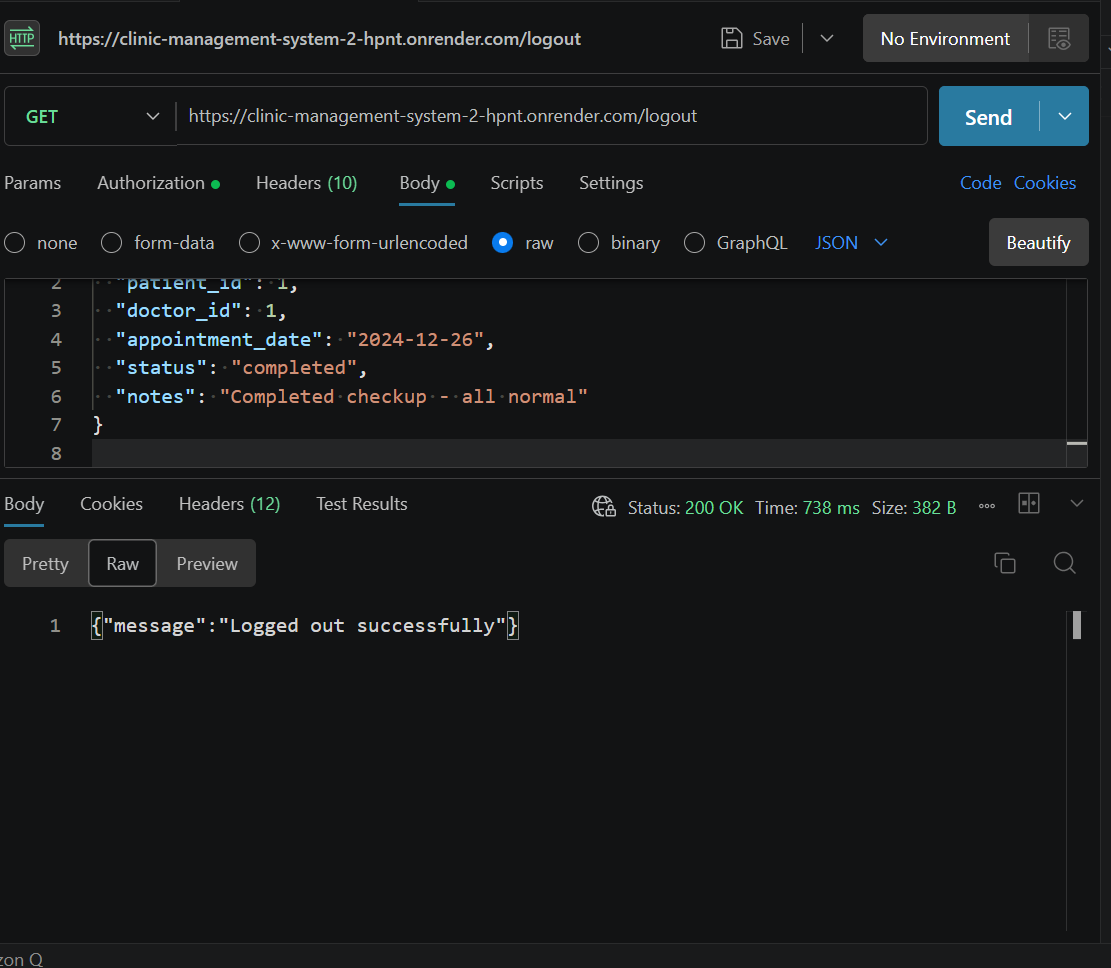 HTTP https://clinic-management-system-2-hpnt.onrender.com/logout Save No Environment
GET https://clinic-management-system-2-hpnt.onrender.com/logout Send
Params Authorization Headers (10) Body Scripts Settings Code Cookies
none form-data x-www-form-urlencoded raw binary GraphQL JSON Beautify
2 "patient_id": 1,
3 "doctor_id": 1,
4 "appointment_date": "2024-12-26",
5 "status": "completed",
6 "notes": "Completed checkup - all normal"
7 }
8
Body Cookies Headers (12) Test Results Status: 200 OK Time: 738 ms Size: 382 B
Pretty Raw Preview
1 {"message":"Logged out successfully"}
zon Q